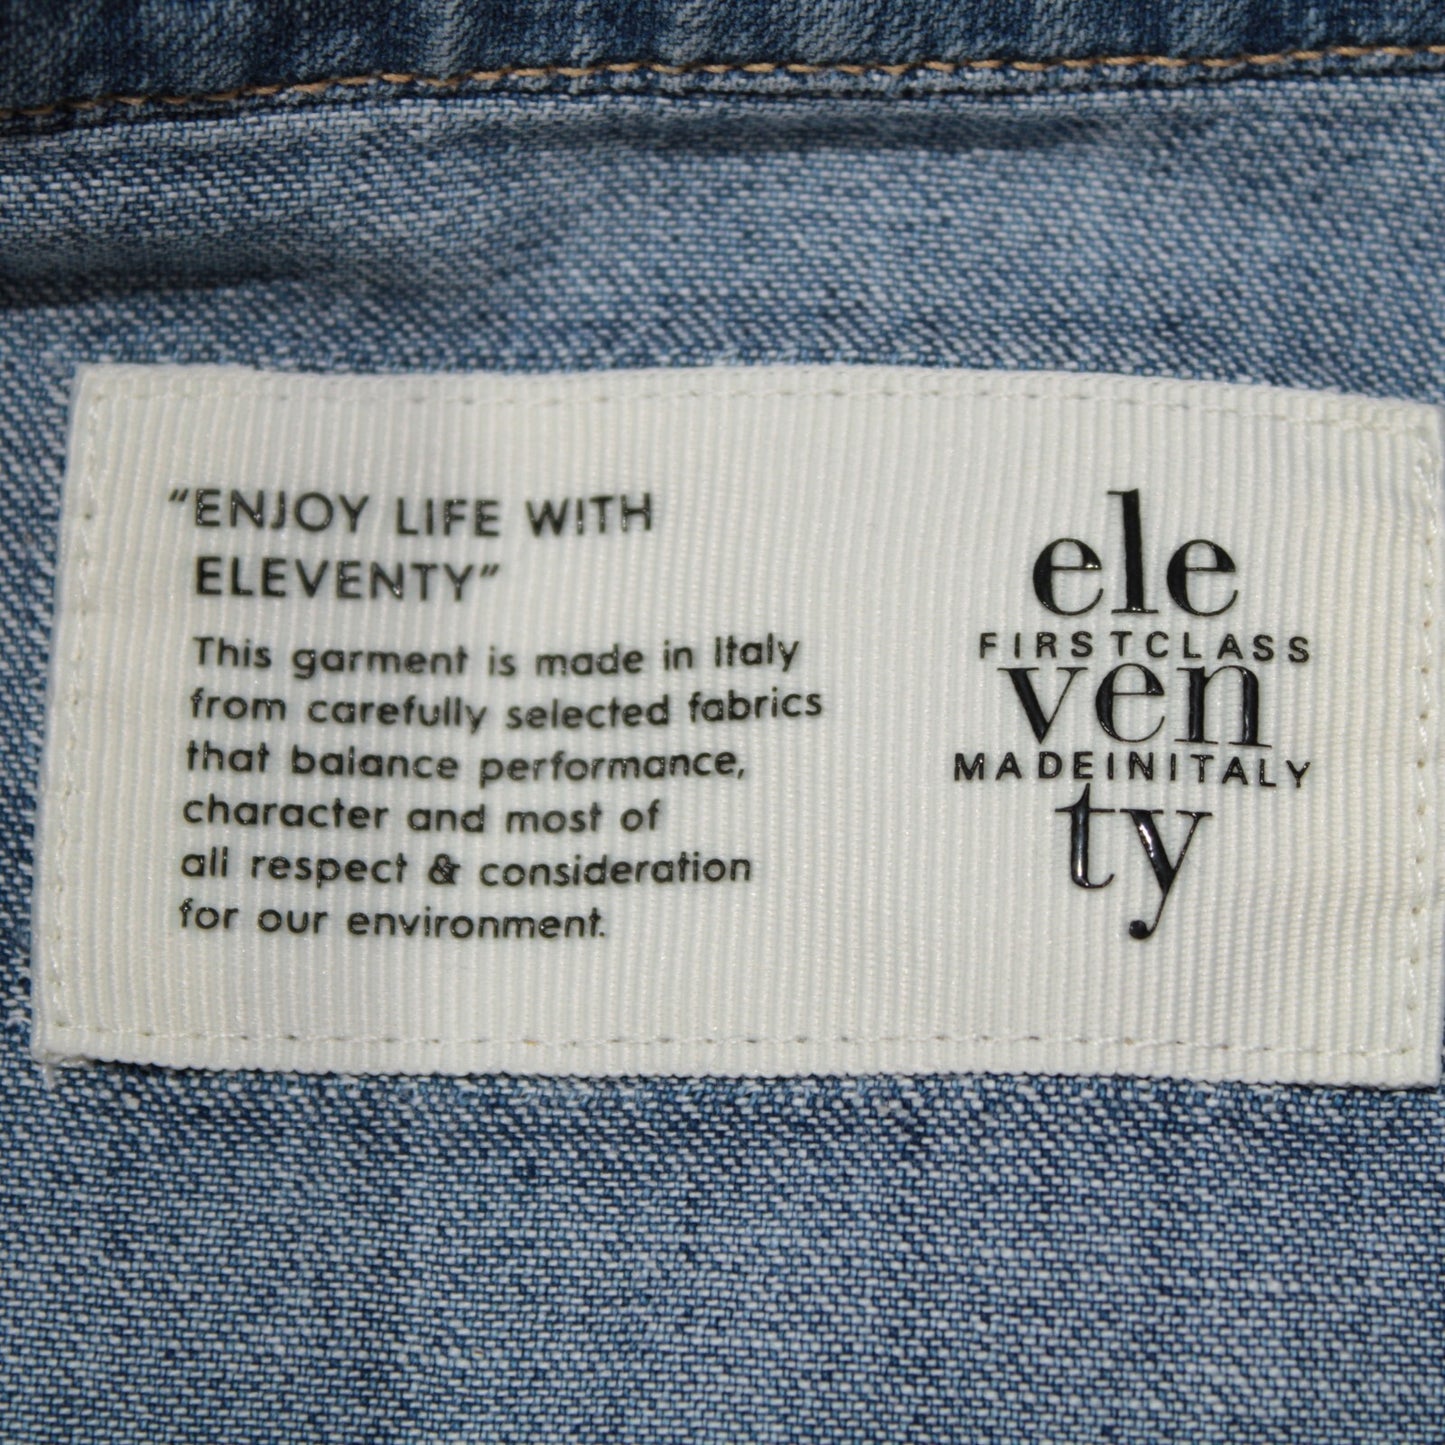 “ENJOY LIFE WITH
ELEVENTY”
This garment is made in Italy
from carefully selected fabrics
that balance performance,
character and most of
all respect & consideration
for our environment.
ele
FIRSTCLASS
ven
MADEINITALY
ty